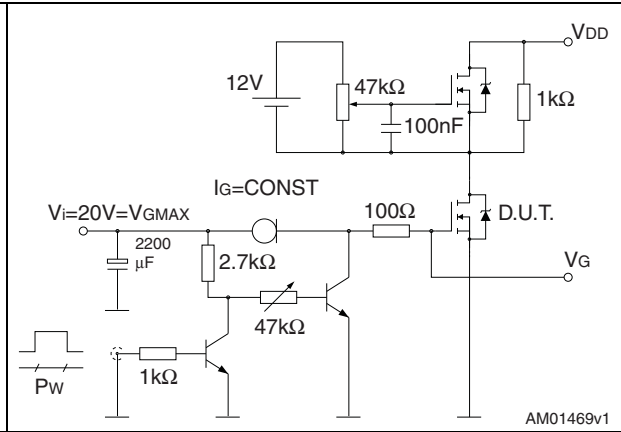 VDD
12V
47kΩ
1kΩ
100nF
IG=CONST
Vi=20V=VGMAX
100Ω
D.U.T.
2200
μF
2.7kΩ
VG
47kΩ
1kΩ
PW
AM01469v1